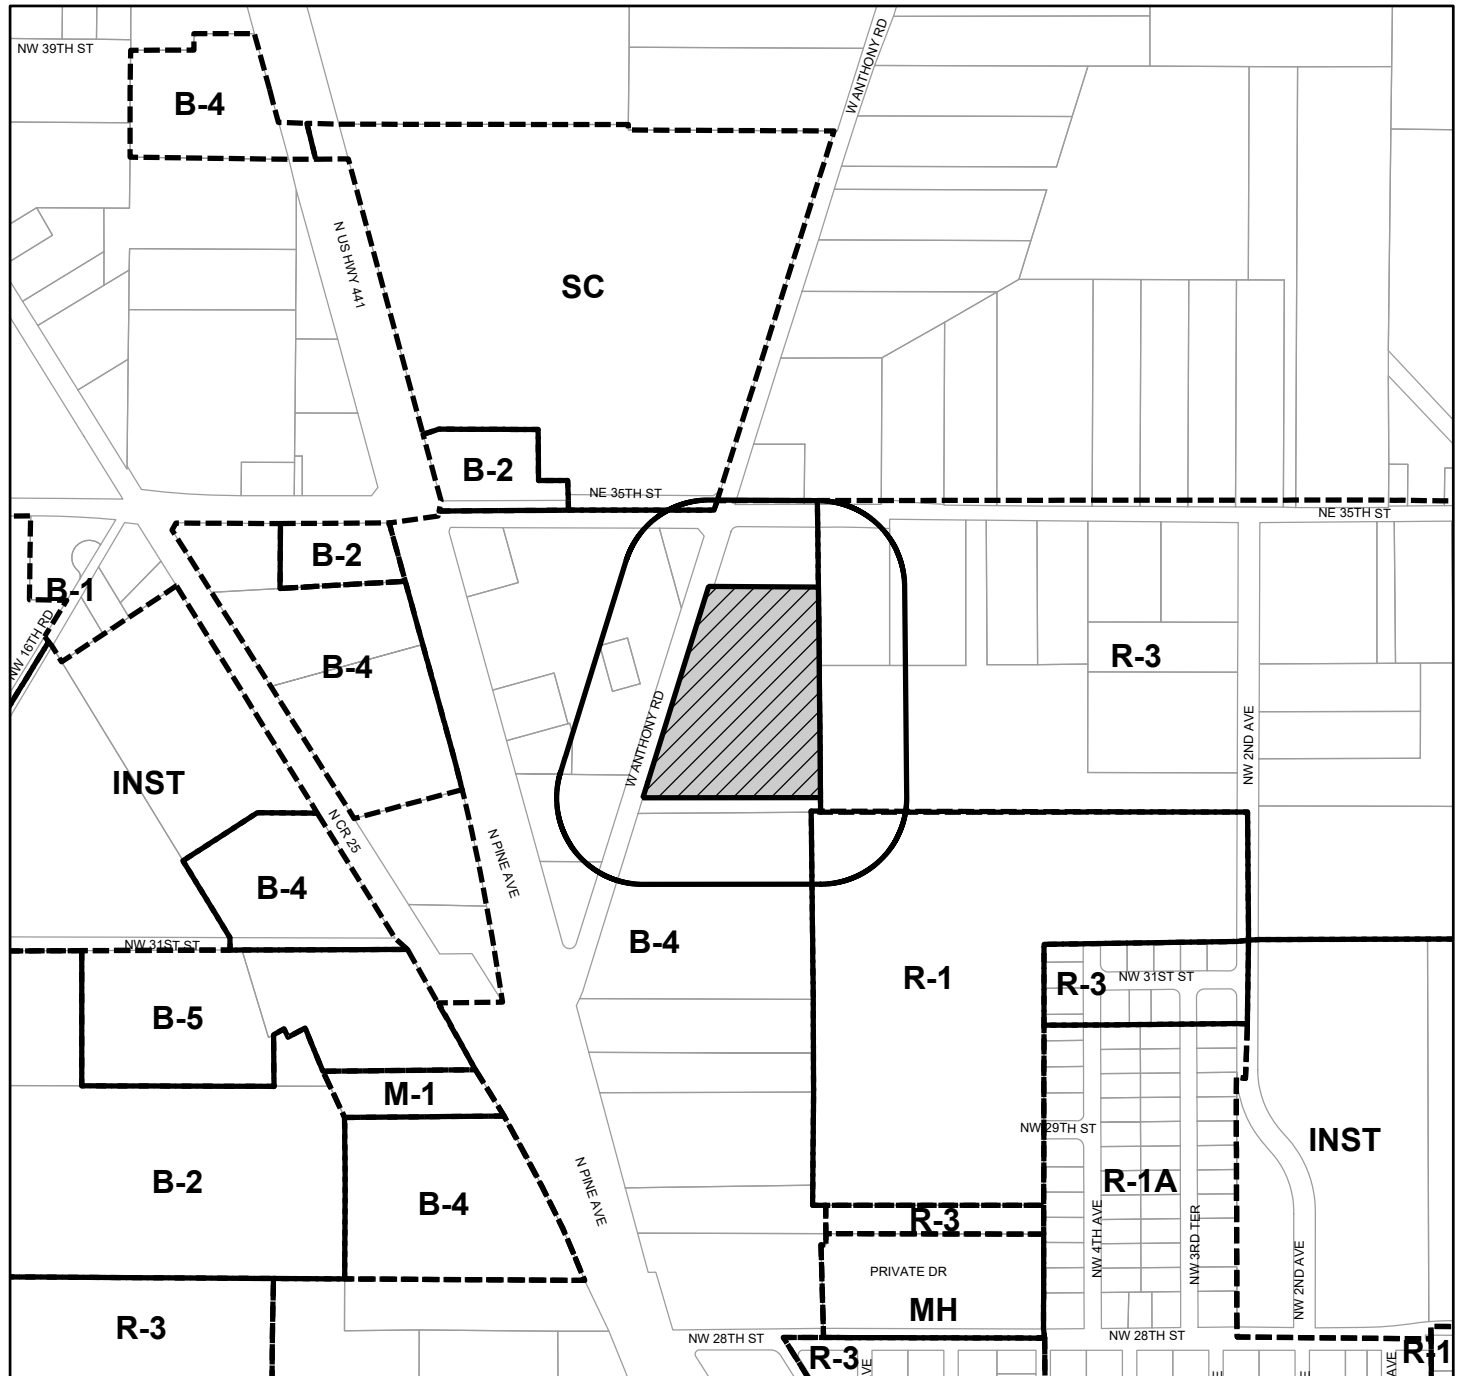 NW 39TH ST
B-4
W ANTHONY RD
N US HWY 441
SC
B-2
NE 35TH ST
NE 35TH ST
B-2
B-1
NW 16TH RD
B-4
R-3
W ANTHONY RD
NW 2ND AVE
INST
N CR 25
N PINE AVE
B-4
B-4
NW 31ST ST
R-1
NW 31ST ST
R-3
B-5
M-1
NW 29TH ST
INST
B-2
R-1A
B-4
N PINE AVE
R-3
NW 4TH AVE
NW 3RD TER
NW 2ND AVE
PRIVATE DR
MH
R-3
NW 28TH ST
NW 28TH ST
R-3
R-1
VE
E
E
AVE